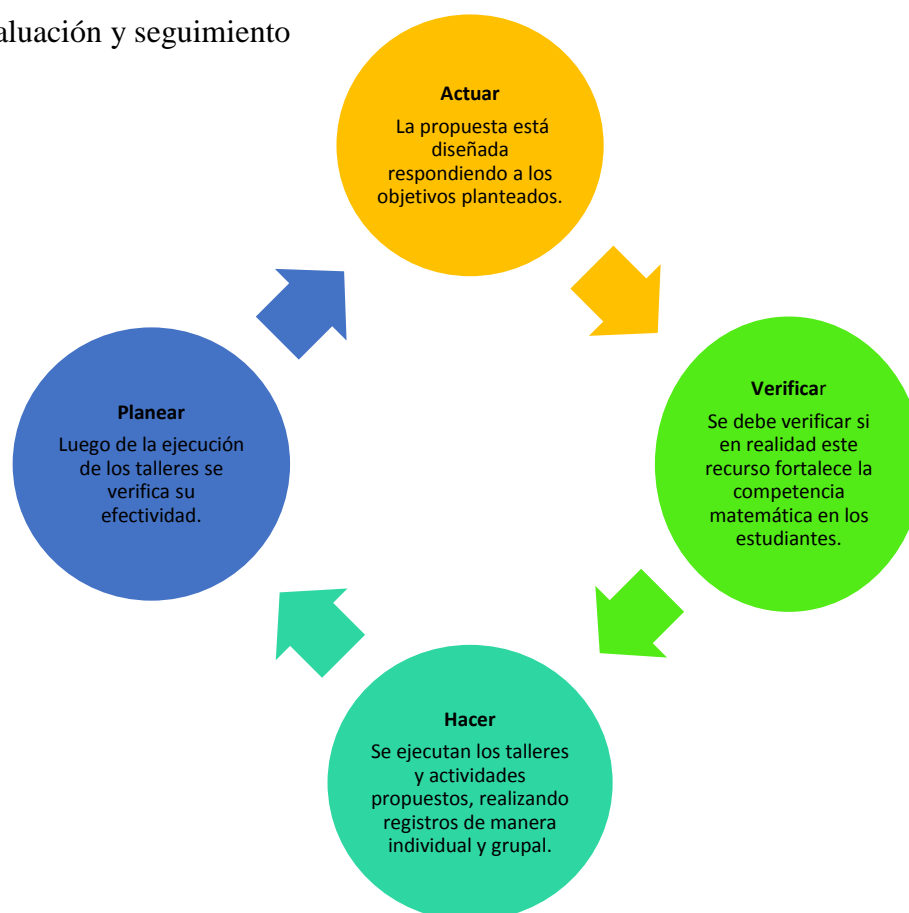 aluación y seguimiento
Actuar
La propuesta está
diseñada
respondiendo a los
objetivos planteados.
Verificar
Se debe verificar si
en realidad este
recurso fortalece la
competencia
matemática en los
estudiantes.
Hacer
Se ejecutan los talleres
y actividades
propuestos, realizando
registros de manera
individual y grupal.
Planear
Luego de la ejecución
de los talleres se
verifica su
efectividad.